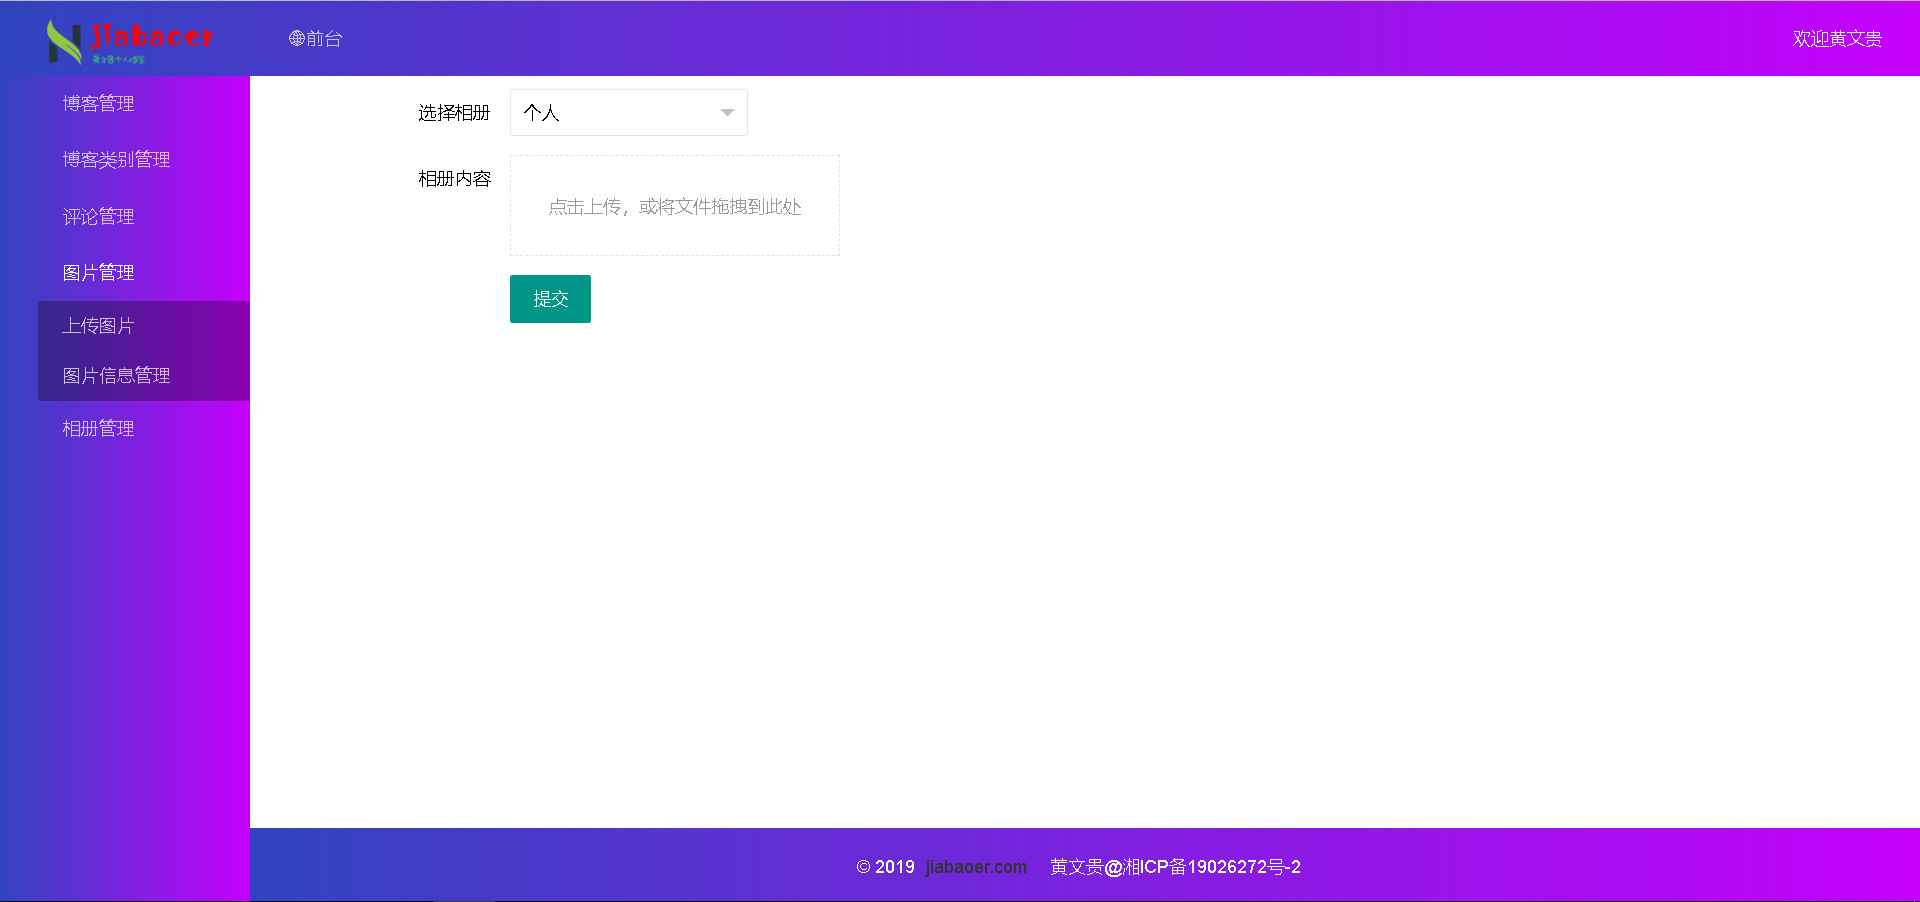 jiabaoer
前台
欢迎黄文贵
博客管理
博客类别管理
评论管理
图片管理
上传图片
图片信息管理
相册管理
选择相册
个人
相册内容
点击上传，或将文件拖拽到此处
提交
© 2019 jiabaoer.com 黄文贵@湘ICP备19026272号-2